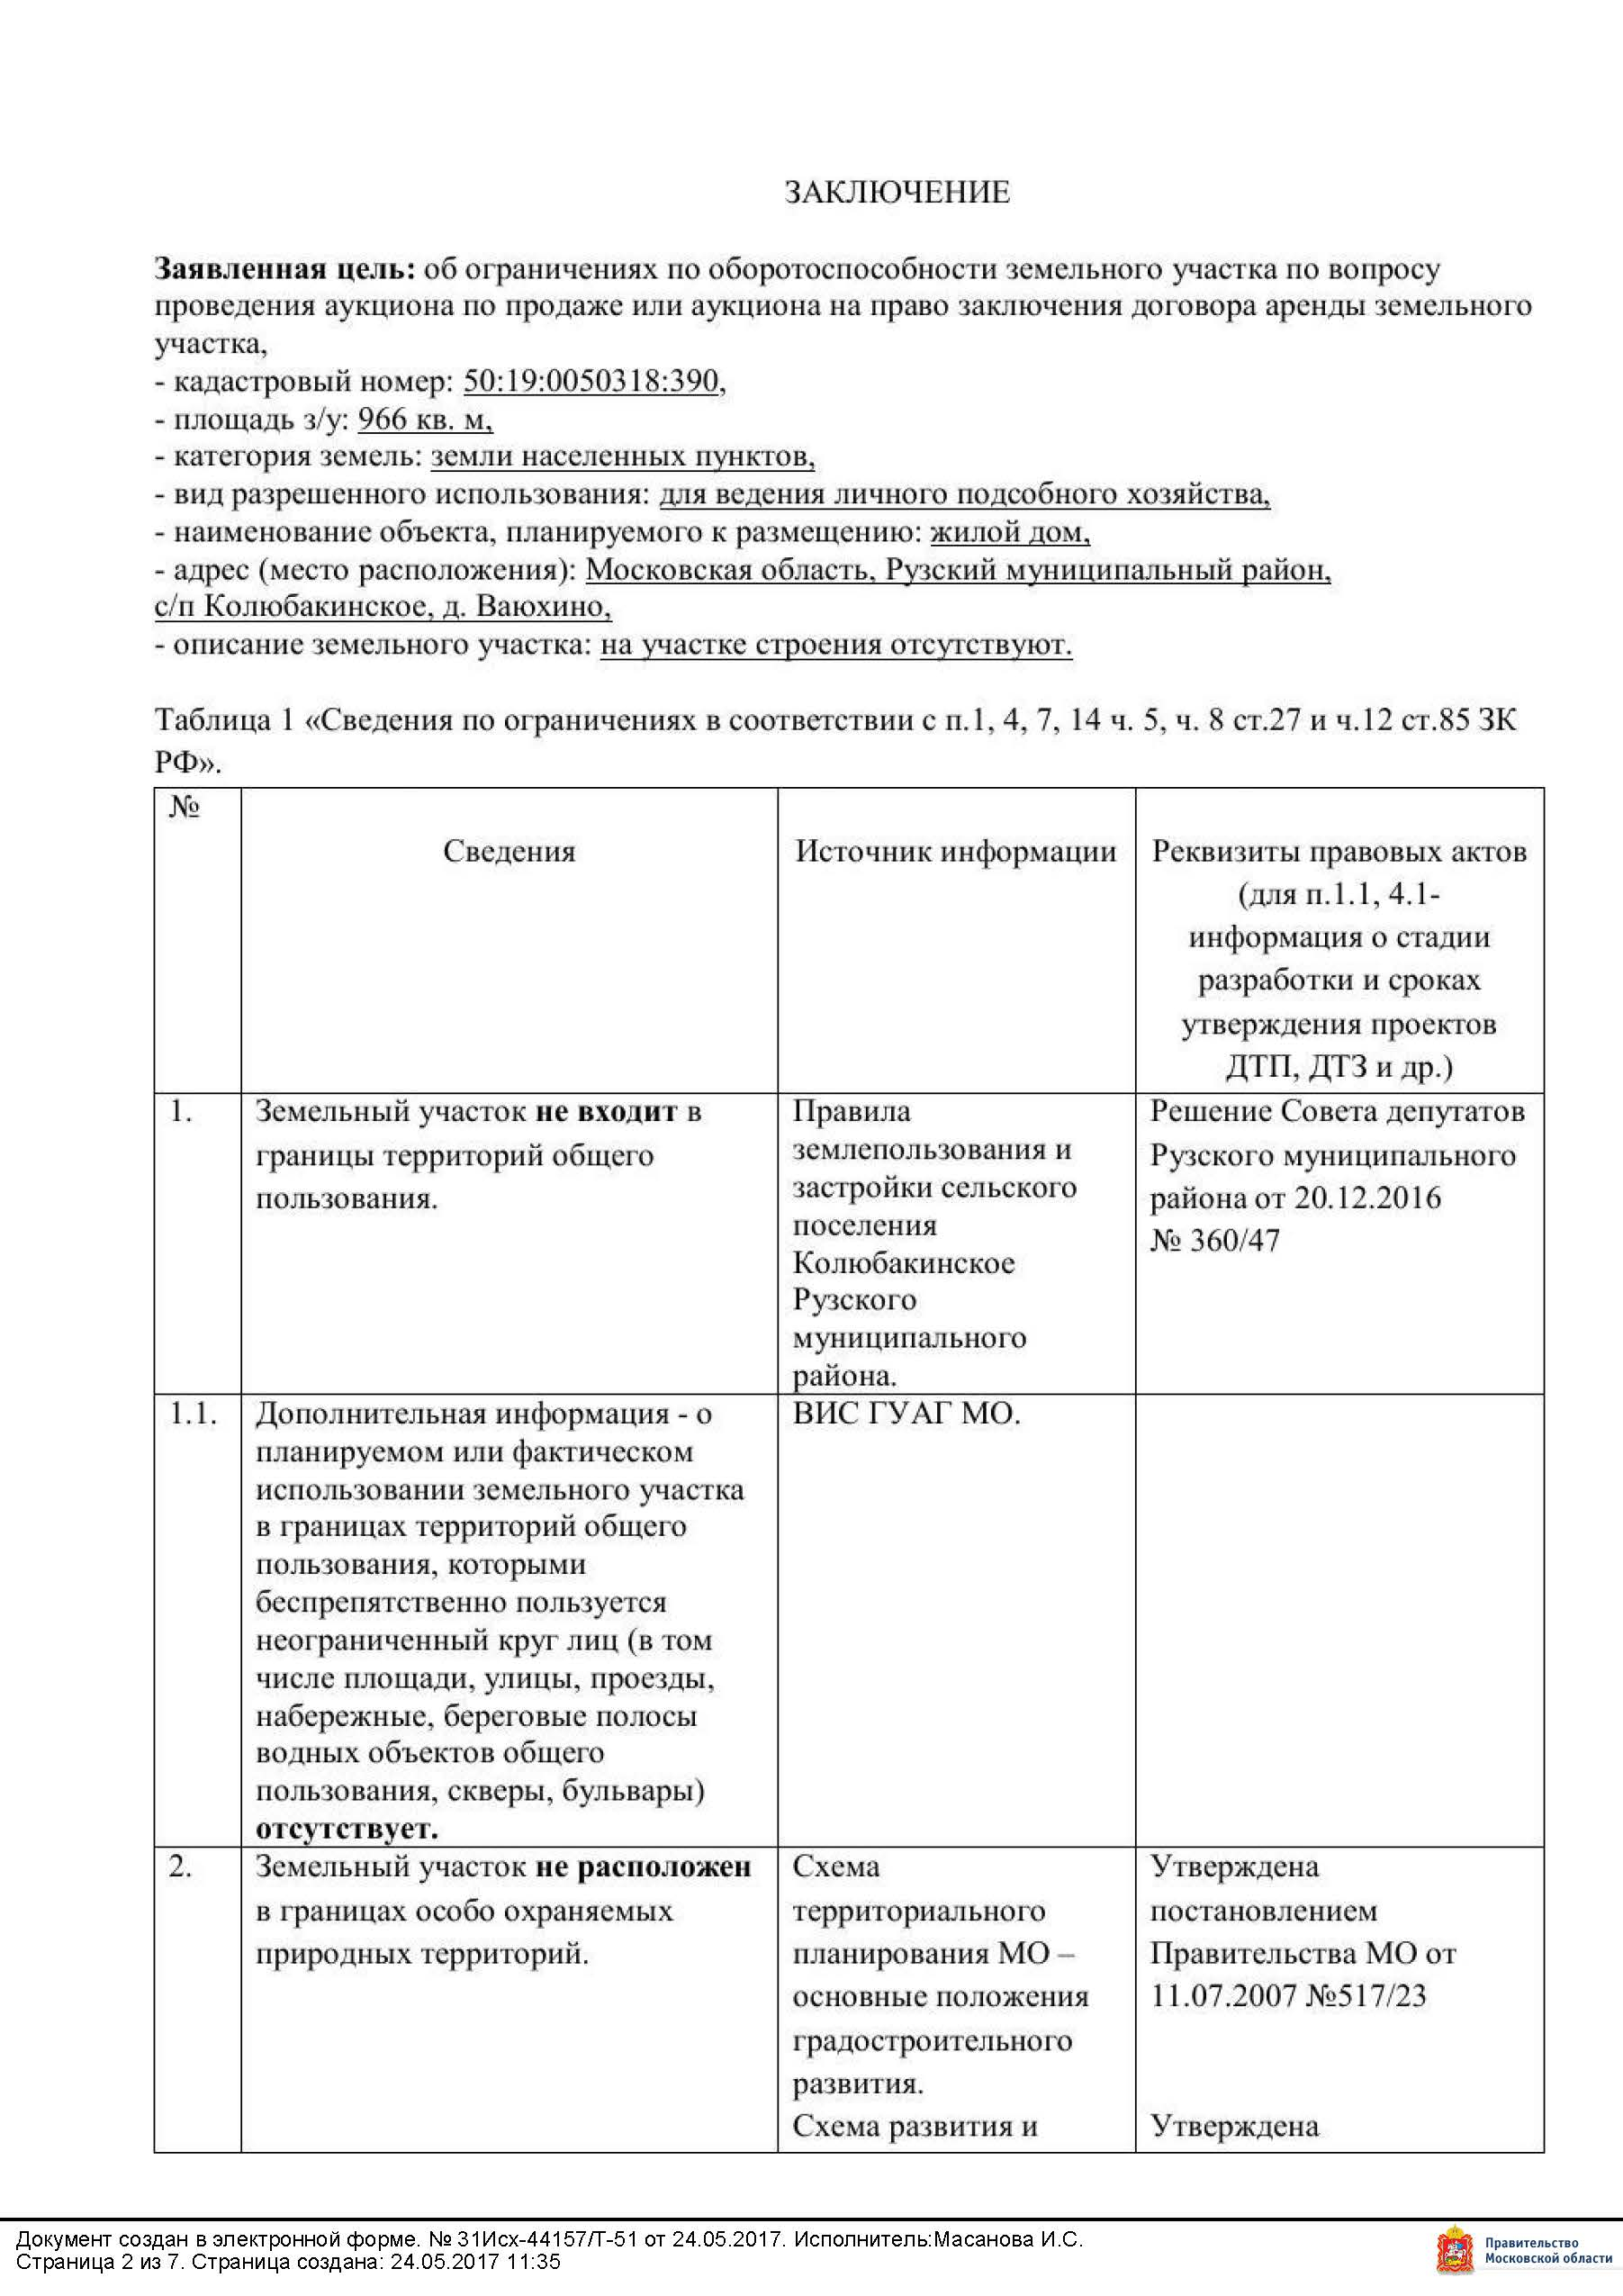 ЗАКЛЮЧЕНИЕ
Заявленная цель: об ограничениях по оборотоспособности земельного участка по вопросу
проведения аукциона по продаже или аукциона на право заключения договора аренды земельного
участка,
- кадастровый номер: 50:19:0050318:390,
- площадь з/у: 966 кв. м,
- категория земель: земли населенных пунктов,
- вид разрешенного использования: для ведения личного подсобного хозяйства,
- наименование объекта, планируемого к размещению: жилой дом,
- адрес (место расположения): Московская область, Рузский муниципальный район,
с/п Колюбакинское, д. Ваюхино,
- описание земельного участка: на участке строения отсутствуют.
Таблица 1 «Сведения по ограничениях в соответствии с п.1, 4, 7, 14 ч. 5, ч. 8 ст.27 и ч.12 ст.85 ЗК
РФ».
№
Сведения
Источник информации
Реквизиты правовых актов
(для п.1.1, 4.1-
информация о стадии
разработки и сроках
утверждения проектов
ДТП, ДТЗ и др.)
1.
Земельный участок не входит в
границы территорий общего
пользования.
Правила
землепользования и
застройки сельского
поселения
Колюбакинское
Рузского
муниципального
района.
Решение Совета депутатов
Рузского муниципального
района от 20.12.2016
№ 360/47
1.1.
Дополнительная информация - о
планируемом или фактическом
использовании земельного участка
в границах территорий общего
пользования, которыми
беспрепятственно пользуется
неограниченный круг лиц (в том
числе площади, улицы, проезды,
набережные, береговые полосы
водных объектов общего
пользования, скверы, бульвары)
отсутствует.
ВИС ГУАГ МО.
2.
Земельный участок не расположен
в границах особо охраняемых
природных территорий.
Схема
территориального
планирования МО –
основные положения
градостроительного
развития.
Схема развития и
Утверждена
постановлением
Правительства МО от
11.07.2007 №517/23
Утверждена
Документ создан в электронной форме. № 31Исх-44157/Т-51 от 24.05.2017. Исполнитель:Масанова И.С.
Страница 2 из 7. Страница создана: 24.05.2017 11:35
Правительство
Московской области